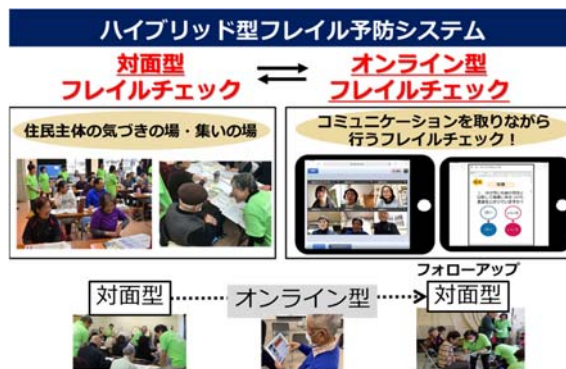 ハイブリッド型フレイル予防システム
対面型
フレイルチェック
オンライン型
フレイルチェック
住民主体の気づきの場・集いの場
コミュニケーションを取りながら
行うフレイルチェック！
フォローアップ
対面型
オンライン型
対面型